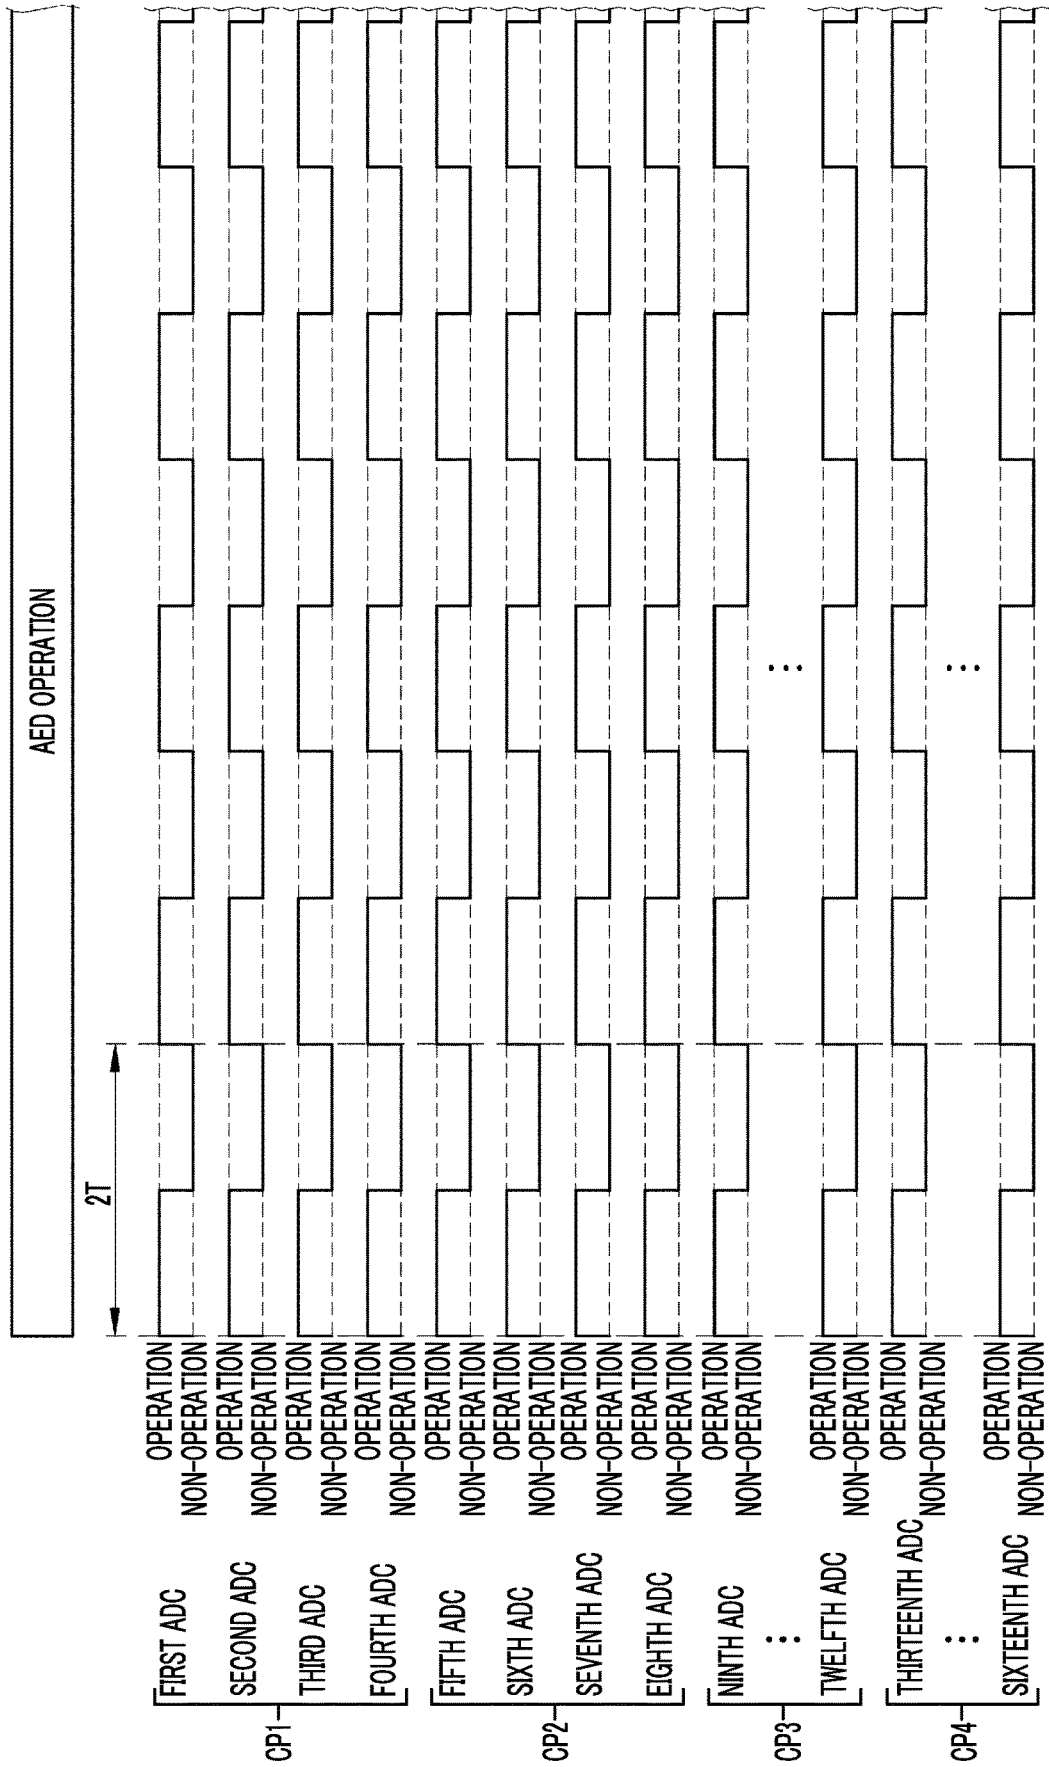 AED OPERATION
2T
CP1
FIRST ADC
OPERATION
NON-OPERATION
SECOND ADC
OPERATION
NON-OPERATION
THIRD ADC
OPERATION
NON-OPERATION
FOURTH ADC
OPERATION
NON-OPERATION
CP2
FIFTH ADC
OPERATION
NON-OPERATION
SIXTH ADC
OPERATION
NON-OPERATION
SEVENTH ADC
OPERATION
NON-OPERATION
EIGHTH ADC
OPERATION
NON-OPERATION
CP3
NINTH ADC
OPERATION
NON-OPERATION
TWELFTH ADC
OPERATION
NON-OPERATION
CP4
THIRTEENTH ADC
OPERATION
NON-OPERATION
SIXTEENTH ADC
OPERATION
NON-OPERATION